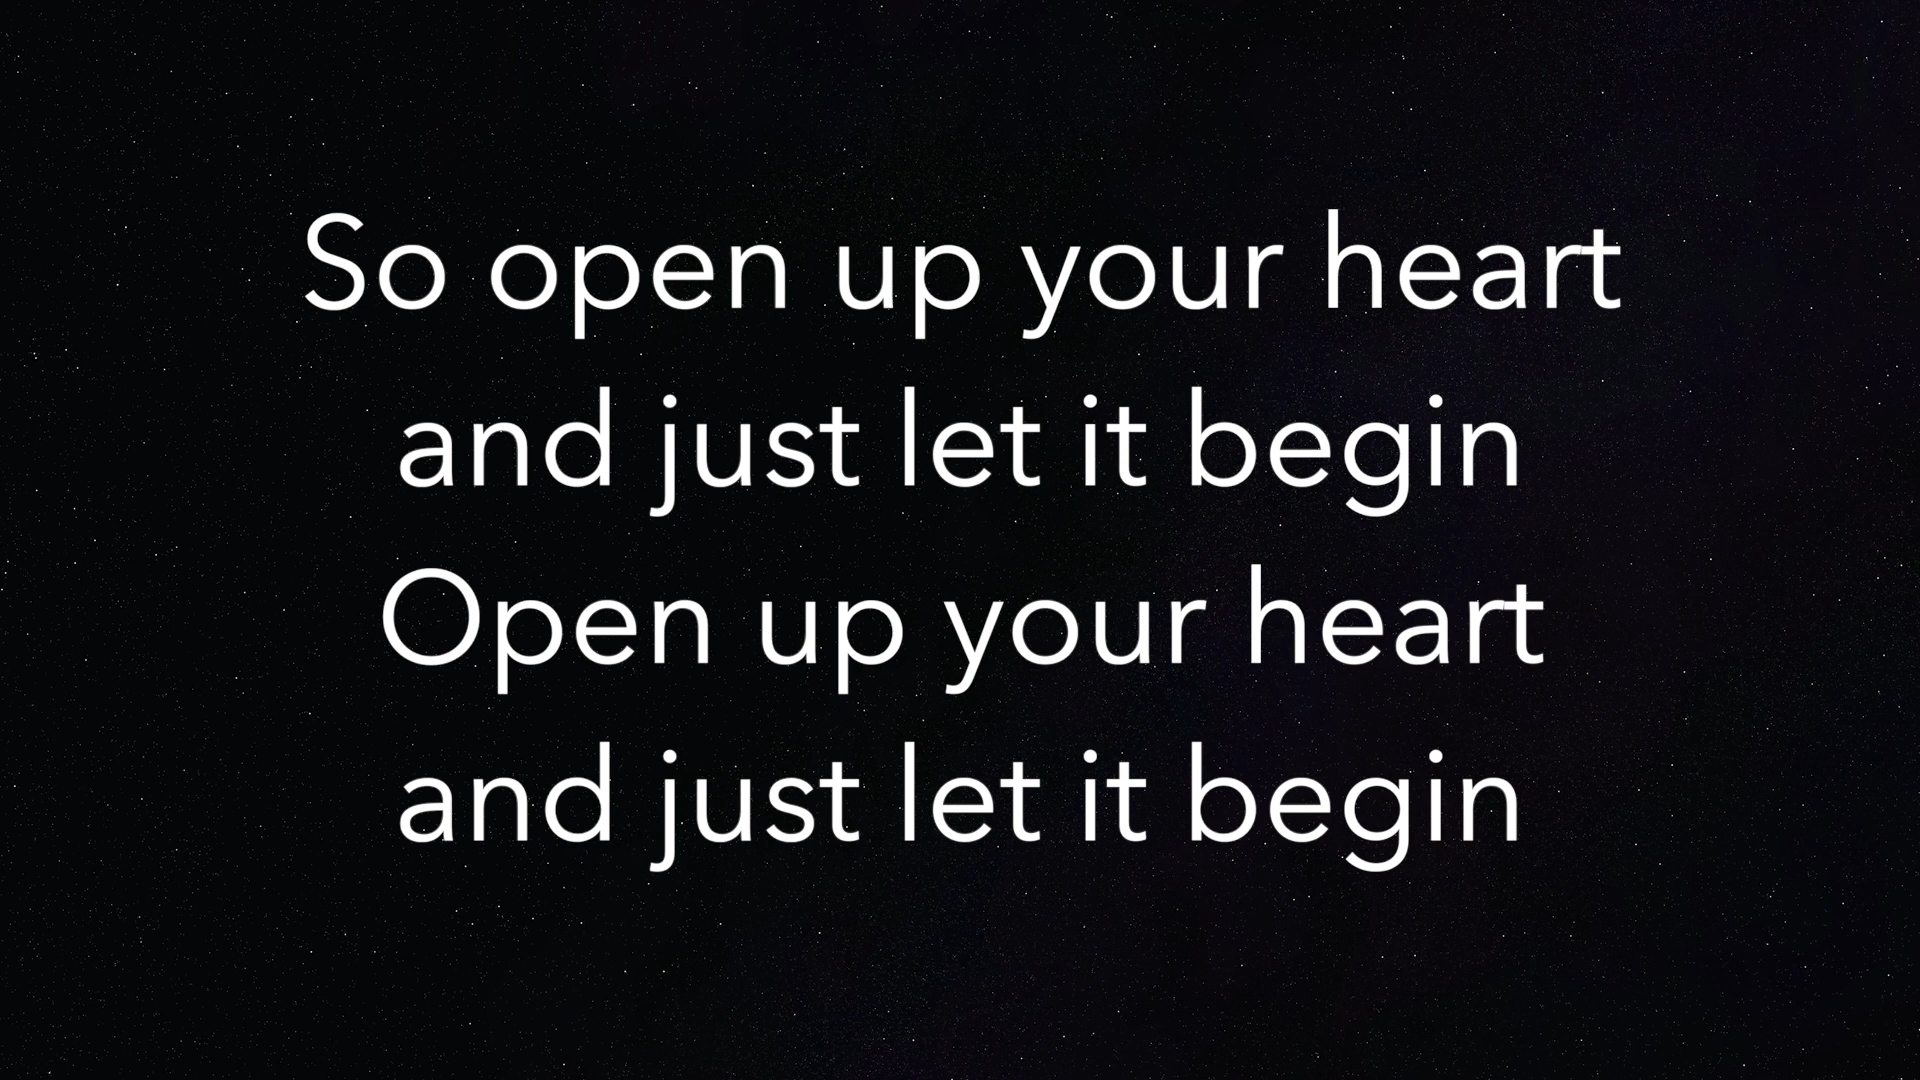 So open up your heart
and just let it begin
Open up your heart
and just let it begin